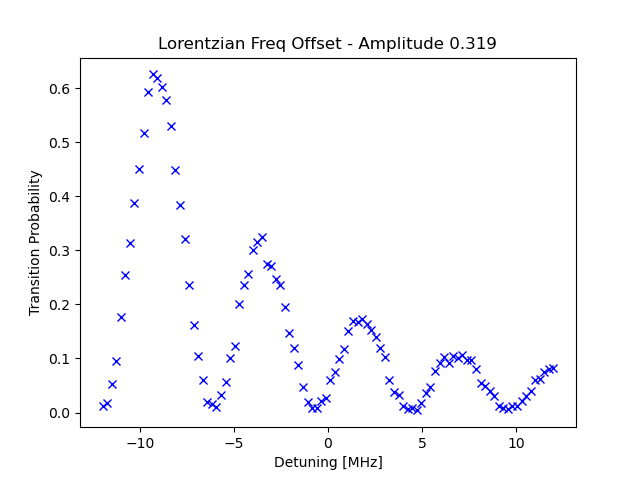 Lorentzian Freq Offset - Amplitude 0.319
Transition Probability
0.6
0.5
0.4
0.3
0.2
0.1
0.0
−10 −5 0 5 10
Detuning [MHz]